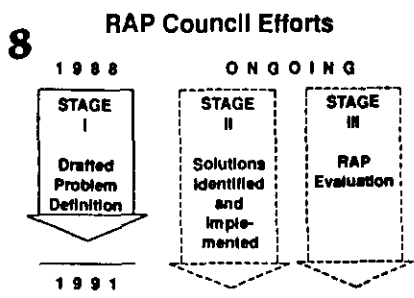 8
RAP Council Efforts
1988
STAGE
I
Drafted
Problem
Definition
1991
ONGOING
STAGE
II
Solutions
Identified
and
Imple-
mented
STAGE
III
RAP
Evaluation